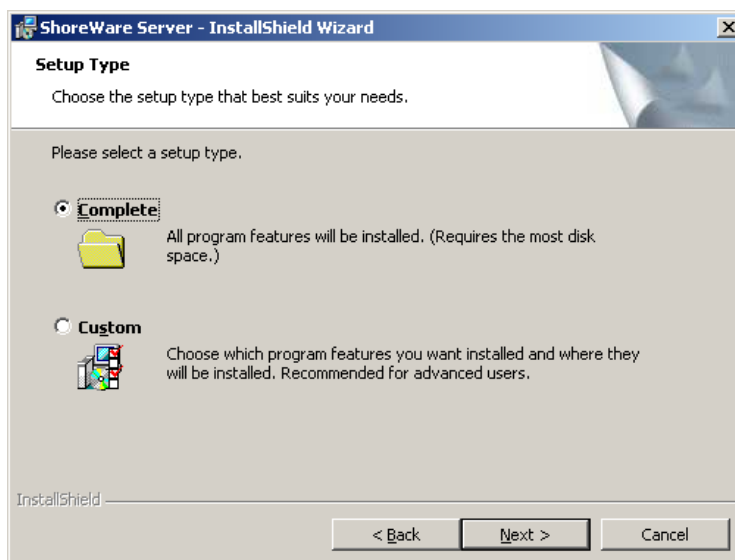 ShoreWare Server - InstallShield Wizard
Setup Type
Choose the setup type that best suits your needs.
Please select a setup type.
Complete
All program features will be installed. (Requires the most disk
space.)
Custom
Choose which program features you want installed and where they
will be installed. Recommended for advanced users.
InstallShield
< Back
Next >
Cancel